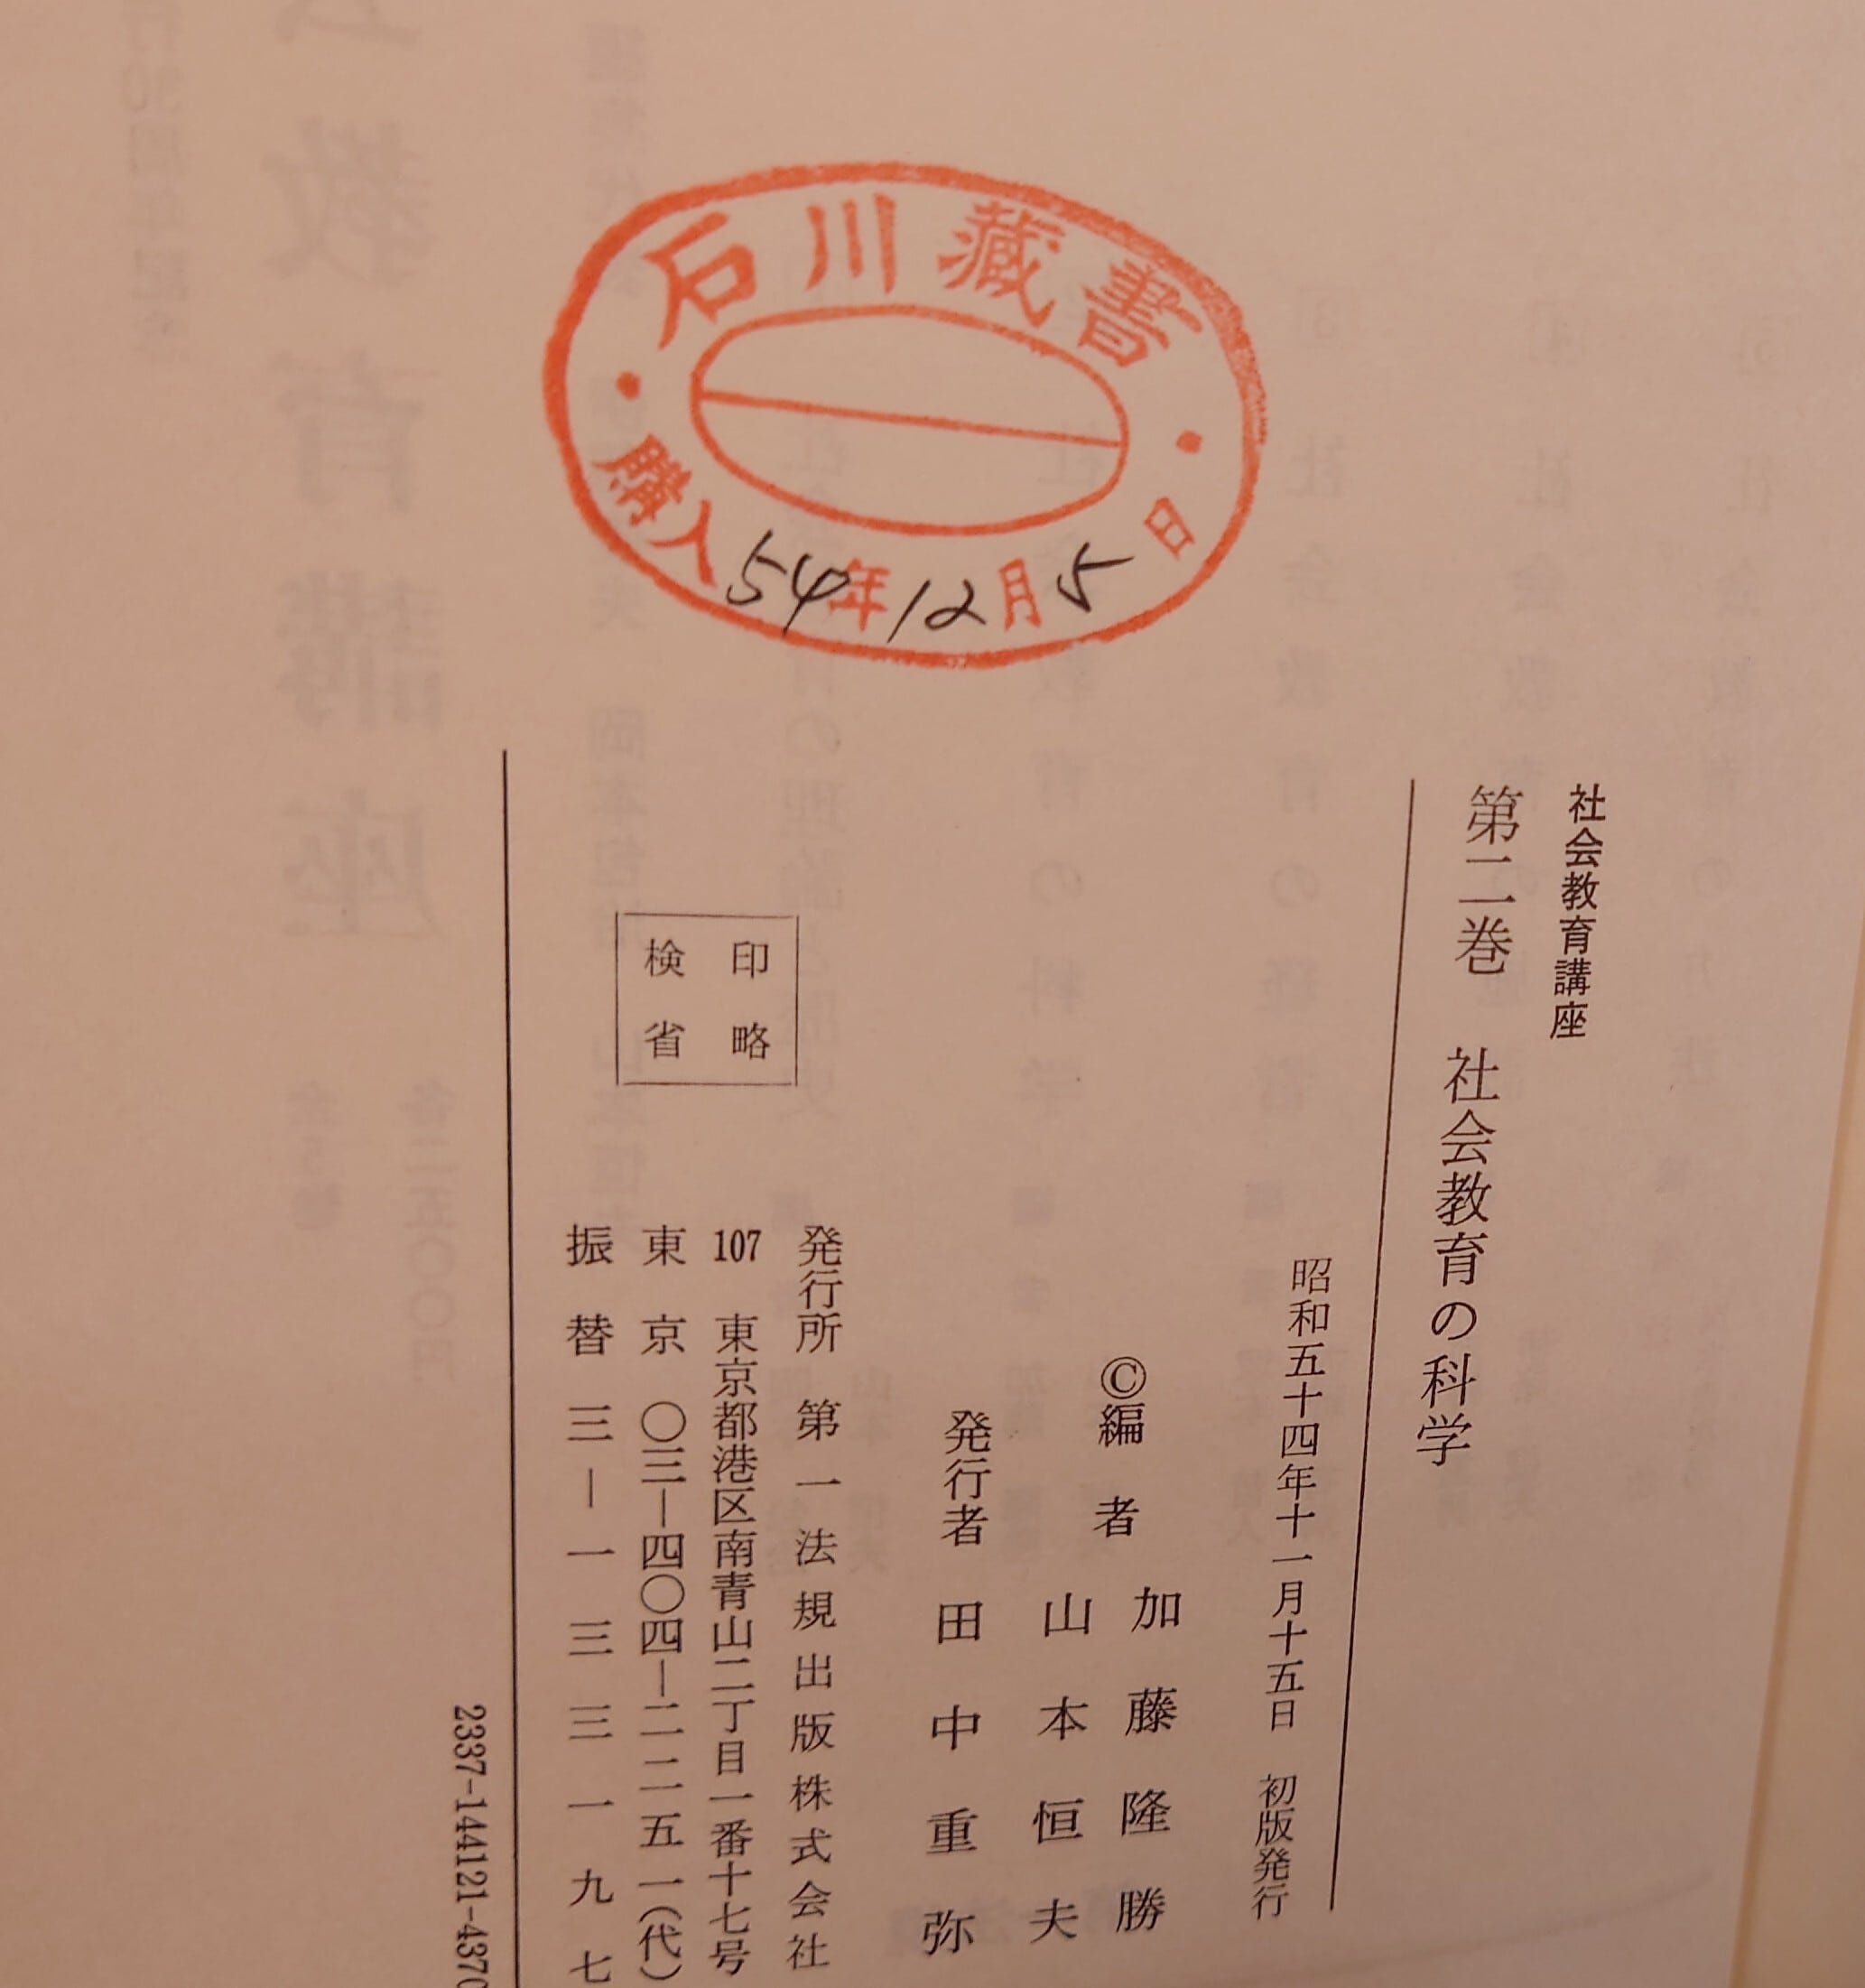 石川蔵書
購入54年12月5日
社会教育講座
第二巻 社会教育の科学
昭和五十四年十一月十五日 初版発行
©編者 加藤隆勝
山本恒夫
発行者 田中重弥
発行所 第一法規出版株式会社
107 東京都港区南青山二丁目一番十七号
東京 〇三―四〇四―二二五一(代)
振替 三―一三三一九七
印略
検省
2337-144121-4370